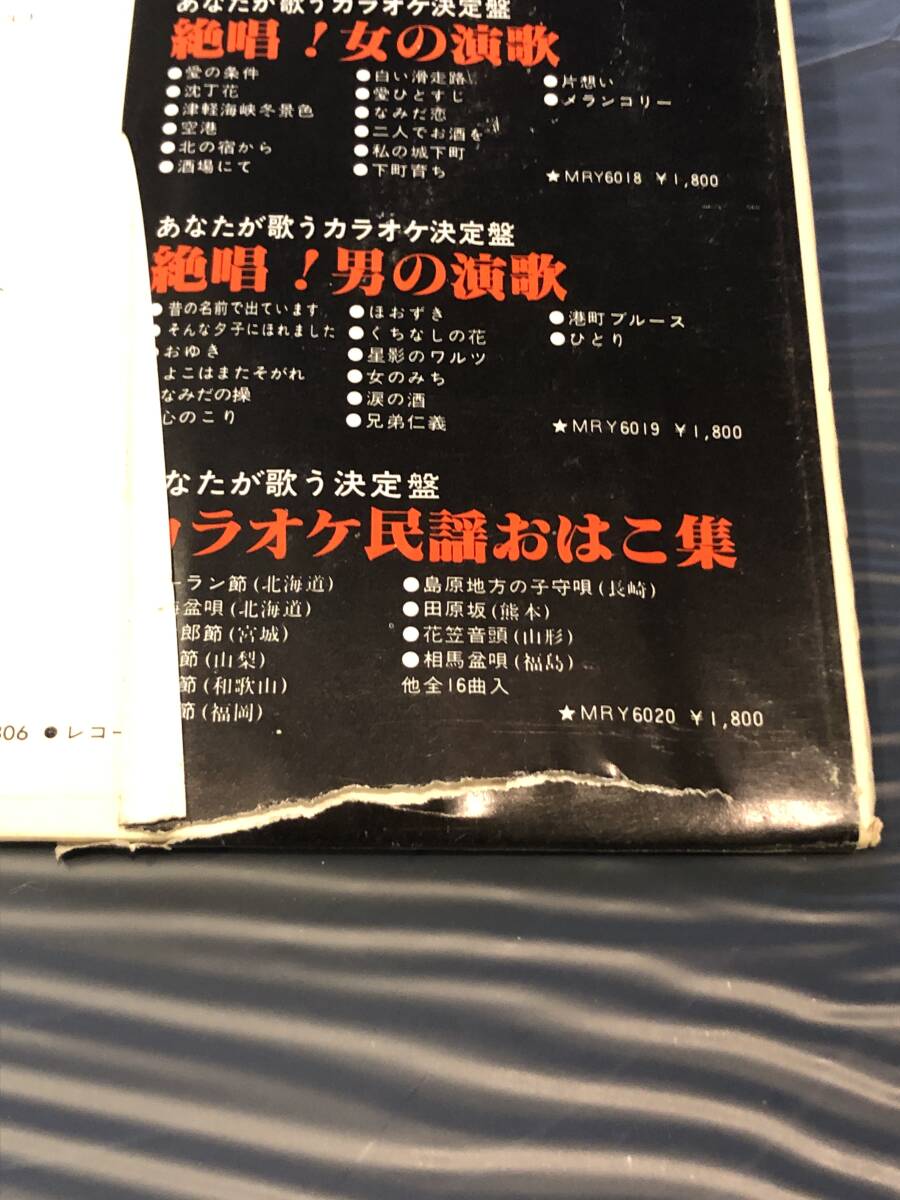 あなたが歌うカラオケ決定盤
絶唱!女の演歌
●愛の条件
●沈丁花
●津軽海峡冬景色
●空港
●北の宿から
●酒場にて
●白い滑走路
●愛ひとすじ
●なみだ恋
●二人でお酒を
●私の城下町
●下町育ち
●片想い
●メランコリー
★MRY6018 ¥1,800
あなたが歌うカラオケ決定盤
絶唱!男の演歌
●昔の名前で出ています
●そんな夕子にほれました
おゆき
よこはまたそがれ
なみだの操
心のこり
●ほおずき
●くちなしの花
●星影のワルツ
●女のみち
●涙の酒
●兄弟仁義
●港町ブルース
●ひとり
★MRY6019 ¥1,800
なたが歌う決定盤
カラオケ民謡おはこ集
ーラン節(北海道)
盆唄(北海道)
郎節(宮城)
節(山梨)
節(和歌山)
節(福岡)
●島原地方の子守唄(長崎)
●田原坂(熊本)
●花笠音頭(山形)
●相馬盆唄(福島)
他全16曲入
★MRY6020 ¥1,800
306 ●レコー